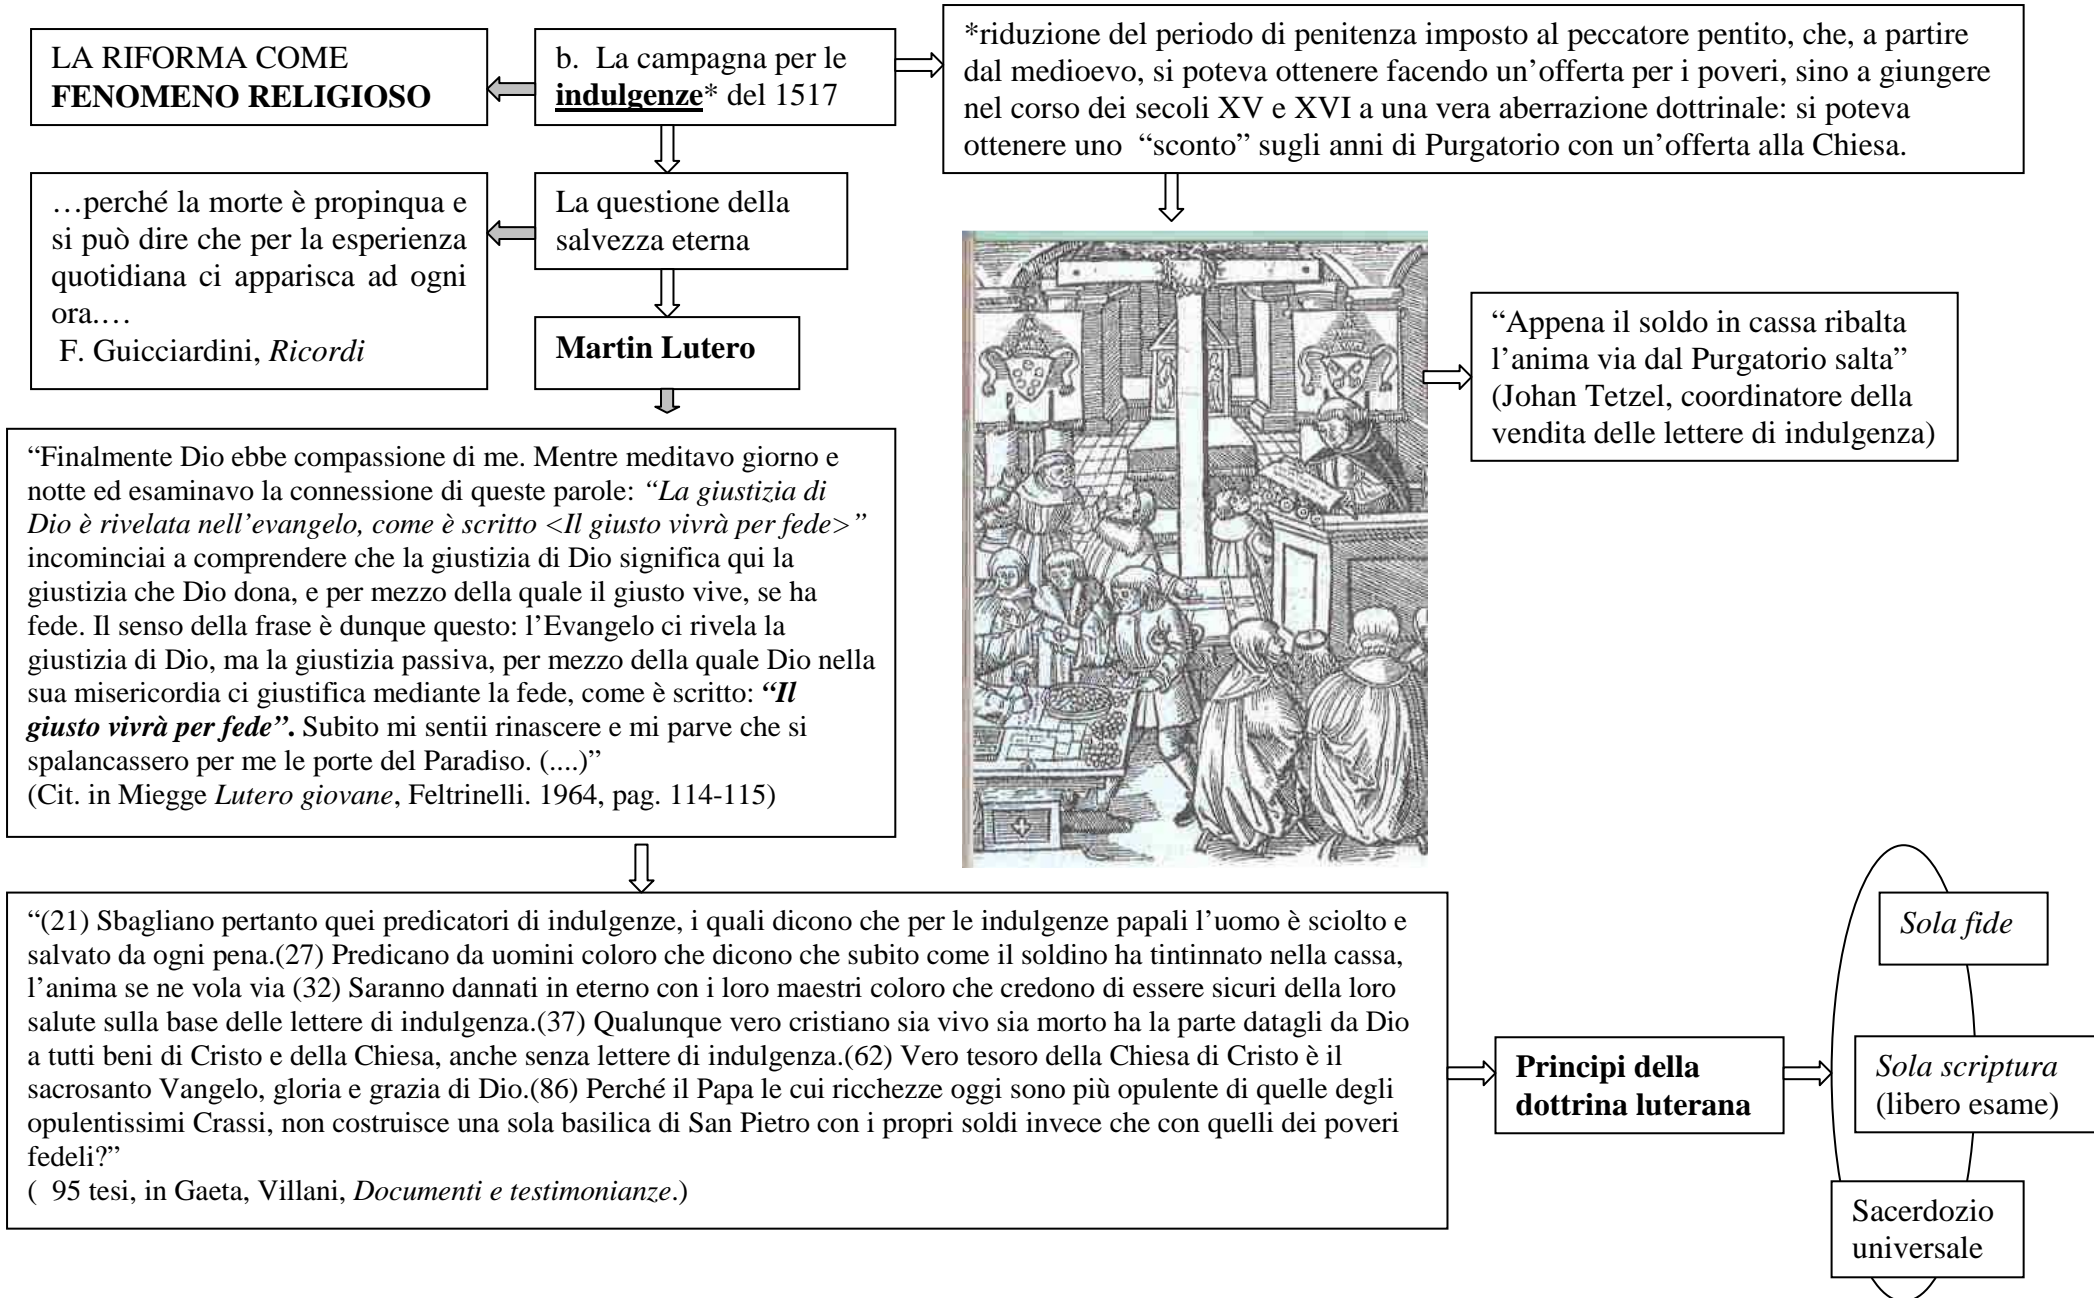 LA RIFORMA COME
FENOMENO RELIGIOSO
b. La campagna per le
indulgenze* del 1517
*riduzione del periodo di penitenza imposto al peccatore pentito, che, a partire
dal medioevo, si poteva ottenere facendo un’offerta per i poveri, sino a giungere
nel corso dei secoli XV e XVI a una vera aberrazione dottrinale: si poteva
ottenere uno “sconto” sugli anni di Purgatorio con un’offerta alla Chiesa.
…perché la morte è propinqua e
si può dire che per la esperienza
quotidiana ci apparisca ad ogni
ora.…
F. Guicciardini, Ricordi
La questione della
salvezza eterna
Martin Lutero
“Appena il soldo in cassa ribalta
l’anima via dal Purgatorio salta”
(Johan Tetzel, coordinatore della
vendita delle lettere di indulgenza)
“Finalmente Dio ebbe compassione di me. Mentre meditavo giorno e
notte ed esaminavo la connessione di queste parole: “La giustizia di
Dio è rivelata nell’evangelo, come è scritto <Il giusto vivrà per fede>”
incominciai a comprendere che la giustizia di Dio significa qui la
giustizia che Dio dona, e per mezzo della quale il giusto vive, se ha
fede. Il senso della frase è dunque questo: l’Evangelo ci rivela la
giustizia di Dio, ma la giustizia passiva, per mezzo della quale Dio nella
sua misericordia ci giustifica mediante la fede, come è scritto: “Il
giusto vivrà per fede”. Subito mi sentii rinascere e mi parve che si
spalancassero per me le porte del Paradiso. (....)”
(Cit. in Miegge Lutero giovane, Feltrinelli. 1964, pag. 114-115)
“(21) Sbagliano pertanto quei predicatori di indulgenze, i quali dicono che per le indulgenze papali l’uomo è sciolto e
salvato da ogni pena.(27) Predicano da uomini coloro che dicono che subito come il soldino ha tintinnato nella cassa,
l’anima se ne vola via (32) Saranno dannati in eterno con i loro maestri coloro che credono di essere sicuri della loro
salute sulla base delle lettere di indulgenza.(37) Qualunque vero cristiano sia vivo sia morto ha la parte datagli da Dio
a tutti beni di Cristo e della Chiesa, anche senza lettere di indulgenza.(62) Vero tesoro della Chiesa di Cristo è il
sacrosanto Vangelo, gloria e grazia di Dio.(86) Perché il Papa le cui ricchezze oggi sono più opulente di quelle degli
opulentissimi Crassi, non costruisce una sola basilica di San Pietro con i propri soldi invece che con quelli dei poveri
fedeli?”
( 95 tesi, in Gaeta, Villani, Documenti e testimonianze.)
Principi della
dottrina luterana
Sola fide
Sola scriptura
(libero esame)
Sacerdozio
universale